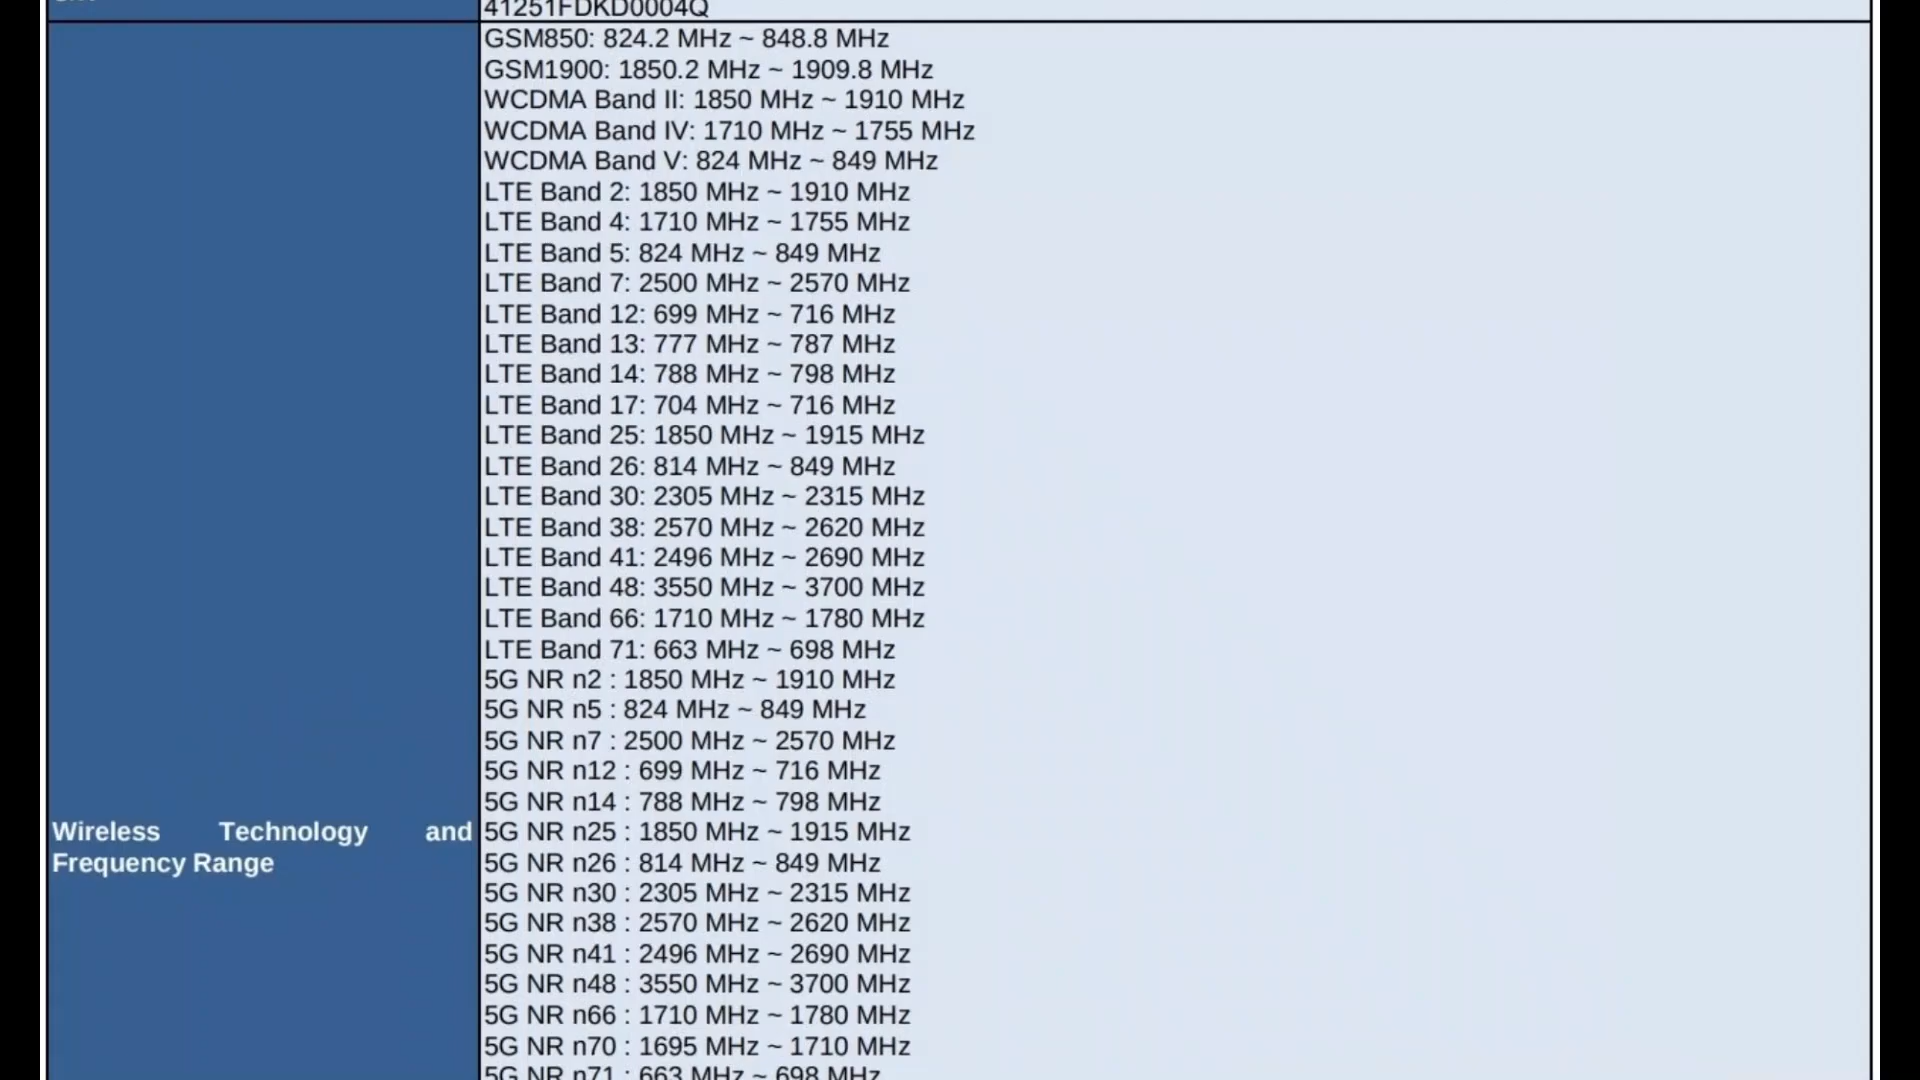 41251FDKD0004Q
GSM850: 824.2 MHz ~ 848.8 MHz
GSM1900: 1850.2 MHz ~ 1909.8 MHz
WCDMA Band II: 1850 MHz ~ 1910 MHz
WCDMA Band IV: 1710 MHz ~ 1755 MHz
WCDMA Band V: 824 MHz ~ 849 MHz
LTE Band 2: 1850 MHz ~ 1910 MHz
LTE Band 4: 1710 MHz ~ 1755 MHz
LTE Band 5: 824 MHz ~ 849 MHz
LTE Band 7: 2500 MHz ~ 2570 MHz
LTE Band 12: 699 MHz ~ 716 MHz
LTE Band 13: 777 MHz ~ 787 MHz
LTE Band 14: 788 MHz ~ 798 MHz
LTE Band 17: 704 MHz ~ 716 MHz
LTE Band 25: 1850 MHz ~ 1915 MHz
LTE Band 26: 814 MHz ~ 849 MHz
LTE Band 30: 2305 MHz ~ 2315 MHz
LTE Band 38: 2570 MHz ~ 2620 MHz
LTE Band 41: 2496 MHz ~ 2690 MHz
LTE Band 48: 3550 MHz ~ 3700 MHz
LTE Band 66: 1710 MHz ~ 1780 MHz
LTE Band 71: 663 MHz ~ 698 MHz
5G NR n2 : 1850 MHz ~ 1910 MHz
5G NR n5 : 824 MHz ~ 849 MHz
5G NR n7 : 2500 MHz ~ 2570 MHz
5G NR n12 : 699 MHz ~ 716 MHz
5G NR n14 : 788 MHz ~ 798 MHz
Wireless Technology and
Frequency Range
5G NR n25 : 1850 MHz ~ 1915 MHz
5G NR n26 : 814 MHz ~ 849 MHz
5G NR n30 : 2305 MHz ~ 2315 MHz
5G NR n38 : 2570 MHz ~ 2620 MHz
5G NR n41 : 2496 MHz ~ 2690 MHz
5G NR n48 : 3550 MHz ~ 3700 MHz
5G NR n66 : 1710 MHz ~ 1780 MHz
5G NR n70 : 1695 MHz ~ 1710 MHz
5G NR n71 : 663 MHz ~ 698 MHz